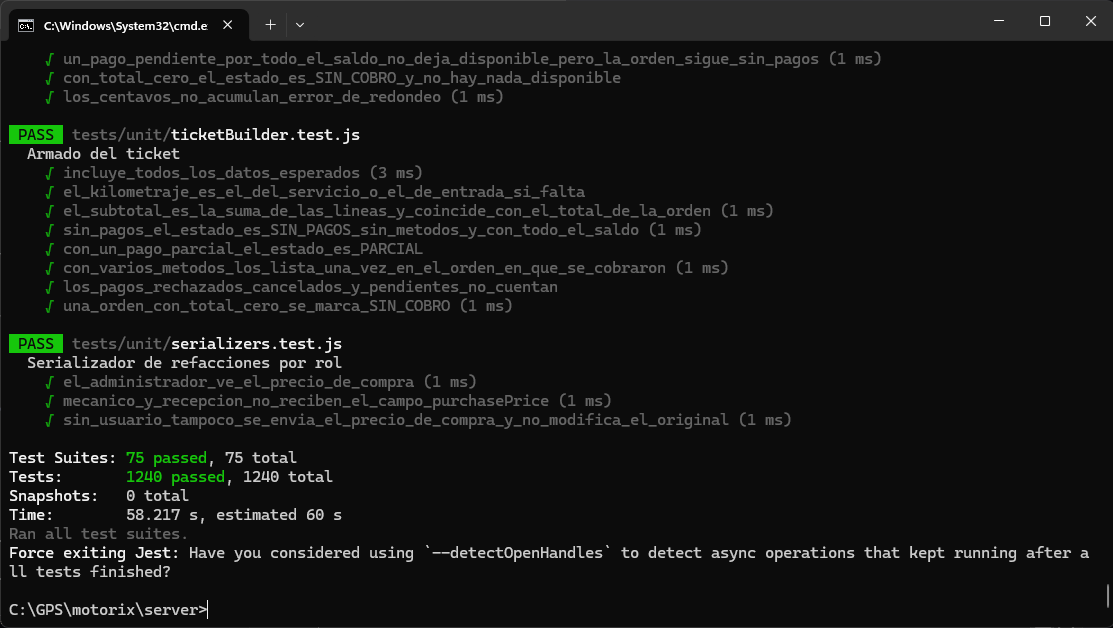 C:\Windows\System32\cmd.e
√ un_pago_pendiente_por_todo_el_saldo_no_deja_disponible_pero_la_orden_sigue_sin_pagos (1 ms)
√ con_total_cero_el_estado_es_SIN_COBRO_y_no_hay_nada_disponible
√ los_centavos_no_acumulan_error_de_redondeo (1 ms)
PASS tests/unit/ticketBuilder.test.js
Armado del ticket
√ incluye_todos_los_datos_esperados (3 ms)
√ el_kilometraje_es_el_del_servicio_o_el_de_entrada_si_falta
√ el_subtotal_es_la_suma_de_las_lineas_y_coincide_con_el_total_de_la_orden (1 ms)
√ sin_pagos_el_estado_es_SIN_PAGOS_sin_metodos_y_con_todo_el_saldo (1 ms)
√ con_un_pago_parcial_el_estado_es_PARCIAL
√ con_varios_metodos_los_lista_una_vez_en_el_orden_en_que_se_cobraron (1 ms)
√ los_pagos_rechazados_cancelados_y_pendientes_no_cuentan
√ una_orden_con_total_cero_se_marca_SIN_COBRO (1 ms)
PASS tests/unit/serializers.test.js
Serializador de refacciones por rol
√ el_administrador_ve_el_precio_de_compra (1 ms)
√ mecanico_y_recepcion_no_reciben_el_campo_purchasePrice (1 ms)
√ sin_usuario_tampoco_se_envia_el_precio_de_compra_y_no_modifica_el_original (1 ms)
Test Suites: 75 passed, 75 total
Tests: 1240 passed, 1240 total
Snapshots: 0 total
Time: 58.217 s, estimated 60 s
Ran all test suites.
Force exiting Jest: Have you considered using `--detectOpenHandles` to detect async operations that kept running after a
ll tests finished?
C:\GPS\motorix\server>